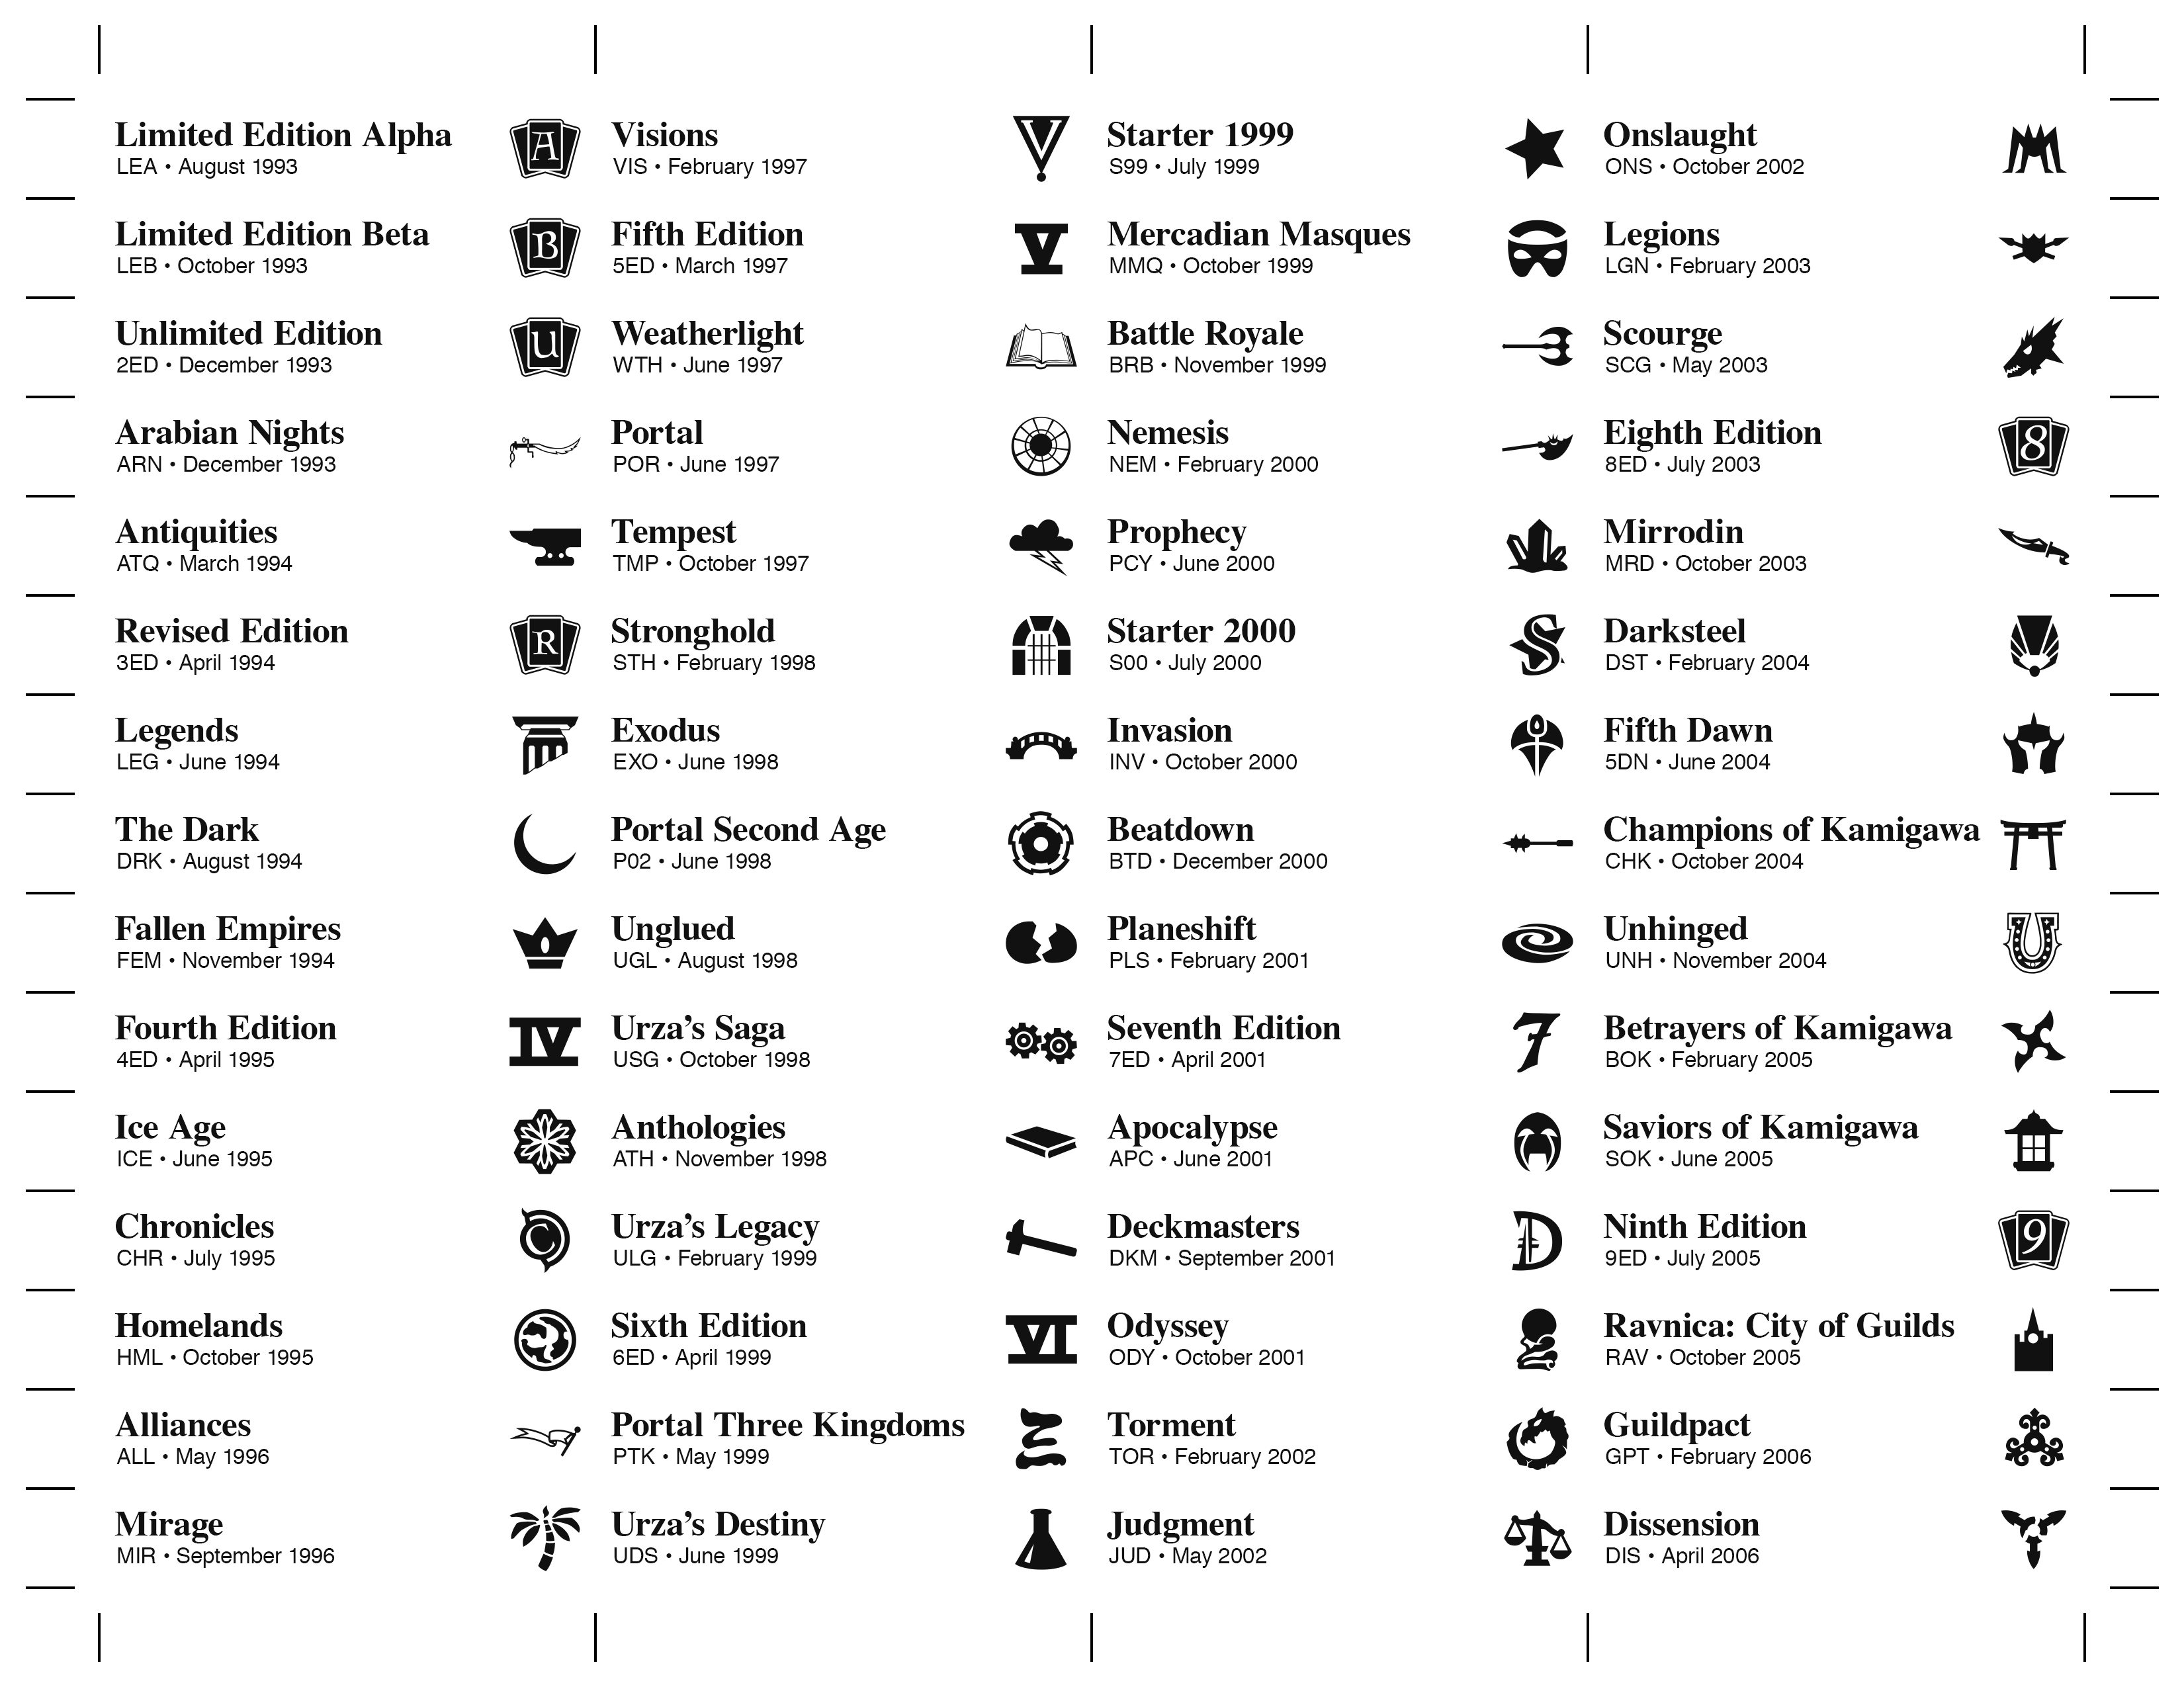 Limited Edition Alpha
LEA • August 1993
A
Limited Edition Beta
LEB • October 1993
B
Unlimited Edition
2ED • December 1993
U
Arabian Nights
ARN • December 1993
Antiquities
ATQ • March 1994
Revised Edition
3ED • April 1994
R
Legends
LEG • June 1994
The Dark
DRK • August 1994
Fallen Empires
FEM • November 1994
Fourth Edition
4ED • April 1995
IV
Ice Age
ICE • June 1995
Chronicles
CHR • July 1995
C
Homelands
HML • October 1995
Alliances
ALL • May 1996
Mirage
MIR • September 1996
Visions
VIS • February 1997
V
Fifth Edition
5ED • March 1997
V
Weatherlight
WTH • June 1997
Portal
POR • June 1997
Tempest
TMP • October 1997
Stronghold
STH • February 1998
Exodus
EXO • June 1998
Portal Second Age
P02 • June 1998
Unglued
UGL • August 1998
Urza’s Saga
USG • October 1998
Anthologies
ATH • November 1998
Urza’s Legacy
ULG • February 1999
Sixth Edition
6ED • April 1999
VI
Portal Three Kingdoms
PTK • May 1999
Urza’s Destiny
UDS • June 1999
Starter 1999
S99 • July 1999
Mercadian Masques
MMQ • October 1999
Battle Royale
BRB • November 1999
Nemesis
NEM • February 2000
Prophecy
PCY • June 2000
Starter 2000
S00 • July 2000
S
Invasion
INV • October 2000
Beatdown
BTD • December 2000
Planeshift
PLS • February 2001
Seventh Edition
7ED • April 2001
7
Apocalypse
APC • June 2001
Deckmasters
DKM • September 2001
D
Odyssey
ODY • October 2001
Torment
TOR • February 2002
Judgment
JUD • May 2002
Onslaught
ONS • October 2002
Legions
LGN • February 2003
Scourge
SCG • May 2003
Eighth Edition
8ED • July 2003
8
Mirrodin
MRD • October 2003
Darksteel
DST • February 2004
Fifth Dawn
5DN • June 2004
Champions of Kamigawa
CHK • October 2004
Unhinged
UNH • November 2004
Betrayers of Kamigawa
BOK • February 2005
Saviors of Kamigawa
SOK • June 2005
Ninth Edition
9ED • July 2005
9
Ravnica: City of Guilds
RAV • October 2005
Guildpact
GPT • February 2006
Dissension
DIS • April 2006